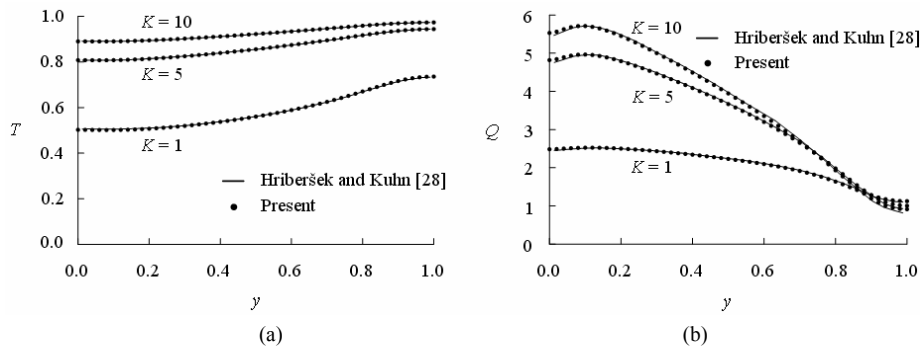 1.0
0.8
0.6
0.4
0.2
0.0
T
K = 10
K = 5
K = 1
Hriberšek and Kuhn [28]
Present
0.0 0.2 0.4 0.6 0.8 1.0
y
(a)
6
5
4
3
2
1
0
Q
K = 10
K = 5
K = 1
Hriberšek and Kuhn [28]
Present
0.0 0.2 0.4 0.6 0.8 1.0
y
(b)